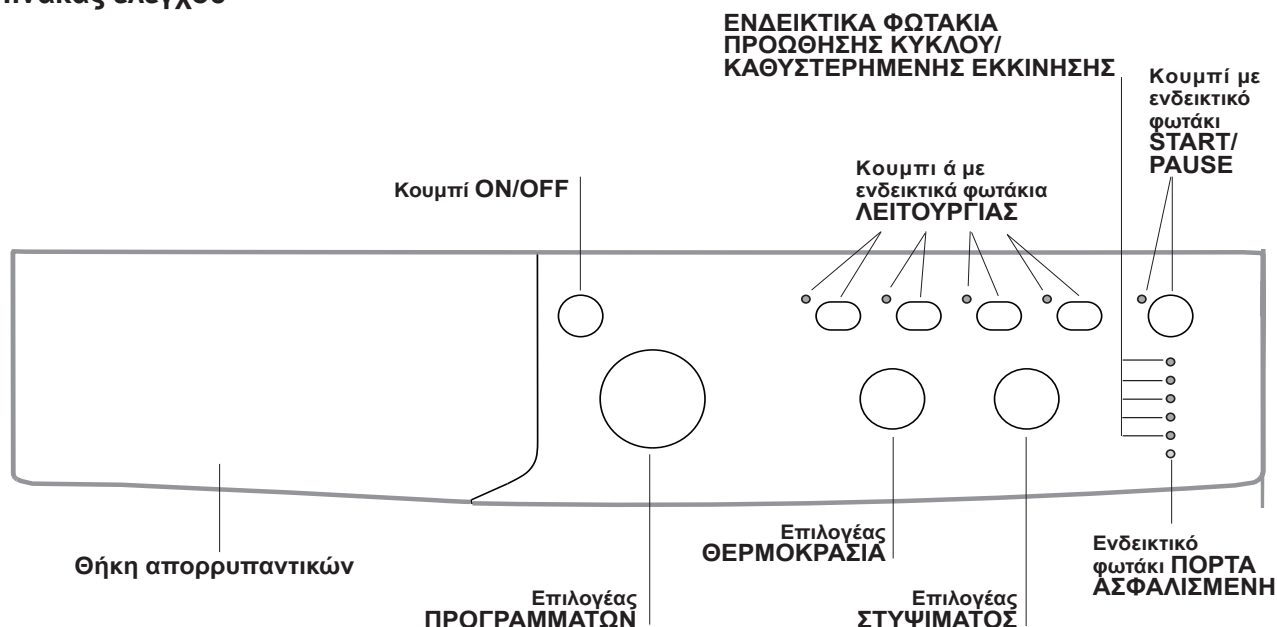 ΕΝΔΕΙΚΤΙΚΑ ΦΩΤΑΚΙΑ
ΠΡΟΩΘΗΣΗΣ ΚΥΚΛΟΥ/
ΚΑΘΥΣΤΕΡΗΜΕΝΗΣ ΕΚΚΙΝΗΣΗΣ
Κουμπί με
ενδεικτικό
φωτάκι
START/
PAUSE
Κουμπι ά με
ενδεικτικά φωτάκια
ΛΕΙΤΟΥΡΓΙΑΣ
Κουμπί ON/OFF
Θήκη απορρυπαντικών
Επιλογέας
ΠΡΟΓΡΑΜΜΑΤΩΝ
Επιλογέας
ΘΕΡΜΟΚΡΑΣΙΑ
Επιλογέας
ΣΤΥΨΙΜΑΤΟΣ
Ενδεικτικό
φωτάκι ΠΟΡΤΑ
ΑΣΦΑΛΙΣΜΕΝΗ